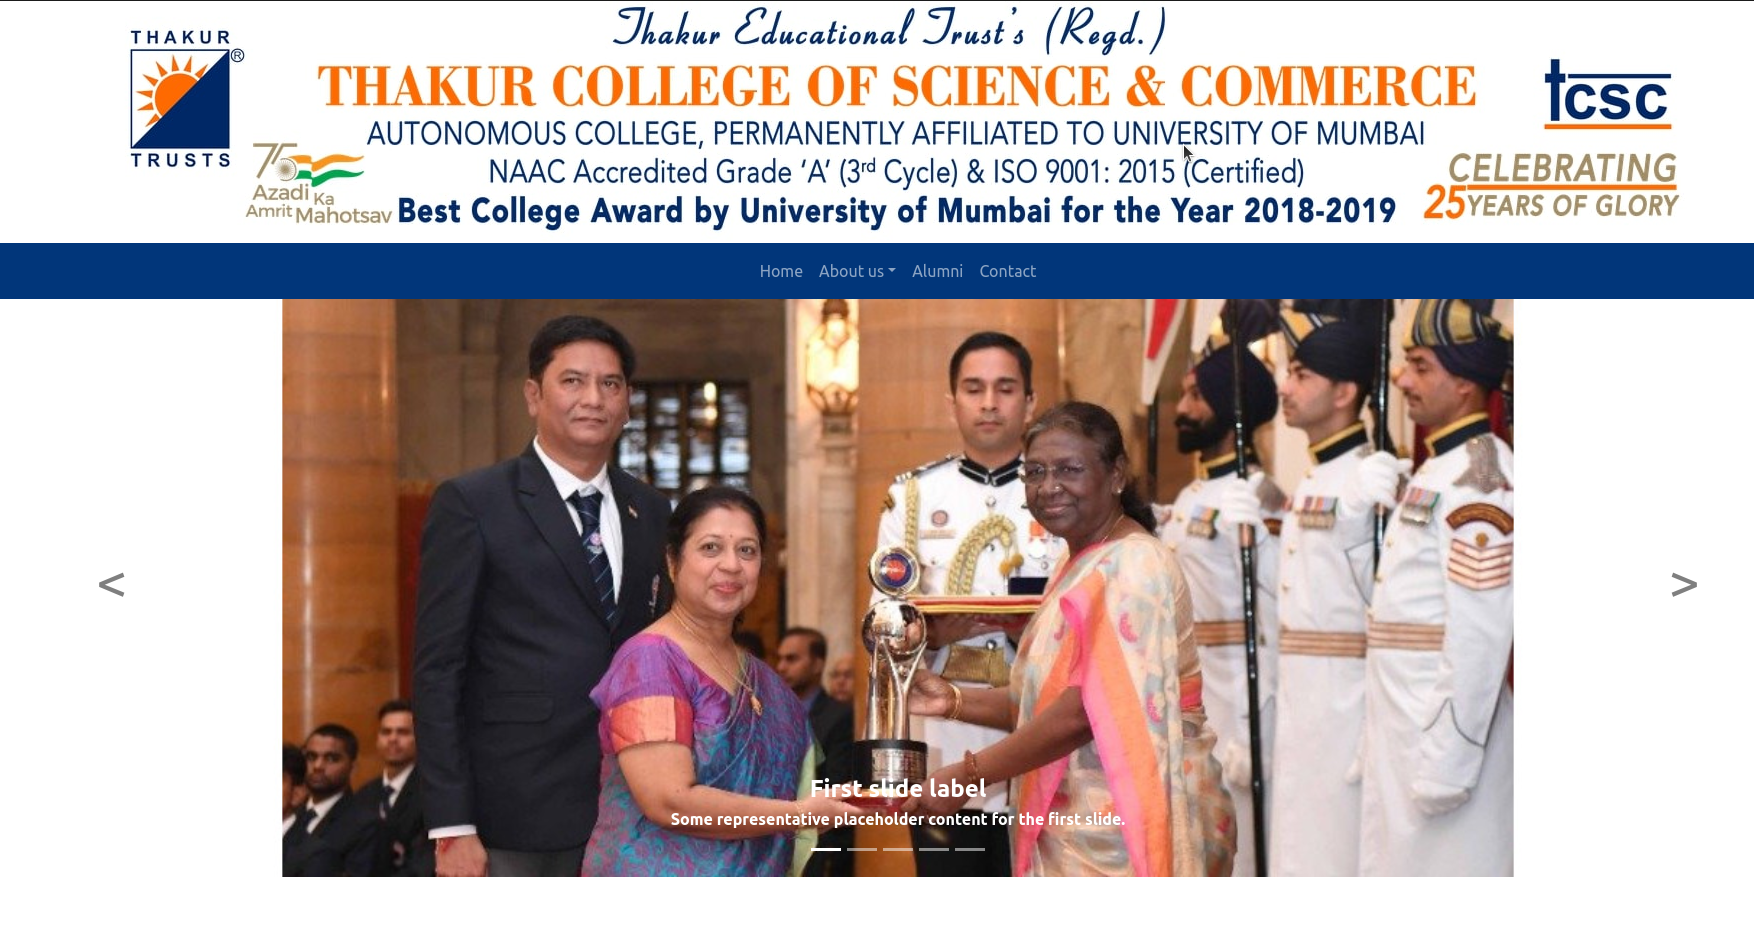 THAKUR
®
TRUSTS
Thakur Educational Trust's (Regd.)
THAKUR COLLEGE OF SCIENCE & COMMERCE
AUTONOMOUS COLLEGE, PERMANENTLY AFFILIATED TO UNIVERSITY OF MUMBAI
NAAC Accredited Grade 'A' (3rd Cycle) & ISO 9001: 2015 (Certified)
Best College Award by University of Mumbai for the Year 2018-2019
75
Azadi Ka
Amrit Mahotsav
tcsc
CELEBRATING
25 YEARS OF GLORY
Home About us Alumni Contact
< >
First slide label
Some representative placeholder content for the first slide.